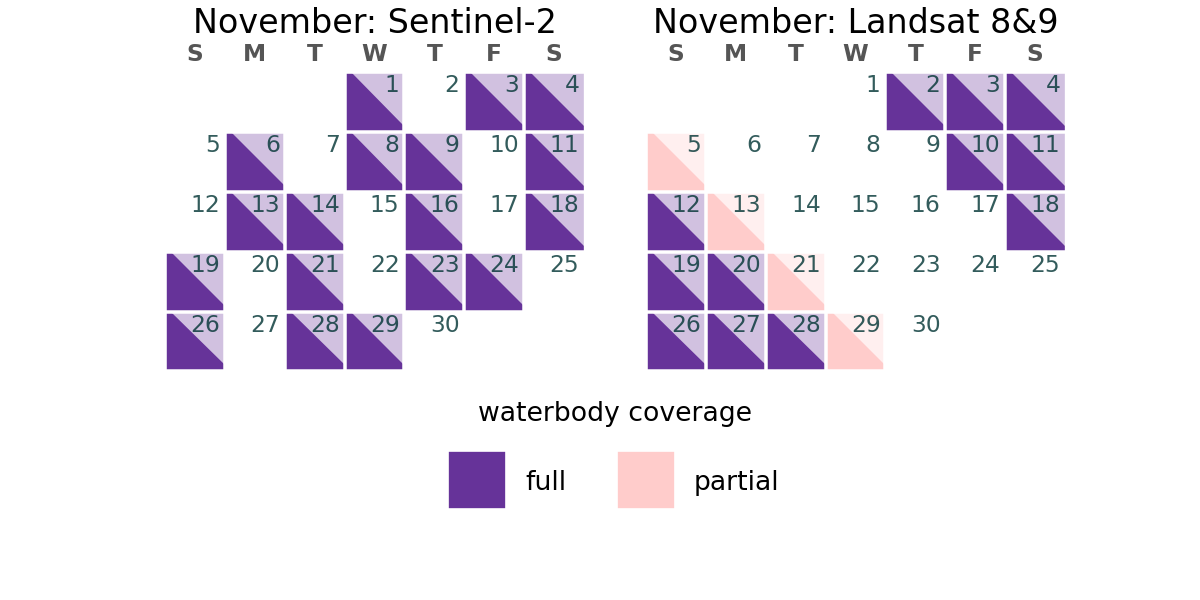 November: Sentinel-2
S M T W T F S
1 2 3 4
5 6 7 8 9 10 11
12 13 14 15 16 17 18
19 20 21 22 23 24 25
26 27 28 29 30
November: Landsat 8&9
S M T W T F S
1 2 3 4
5 6 7 8 9 10 11
12 13 14 15 16 17 18
19 20 21 22 23 24 25
26 27 28 29 30
waterbody coverage
full partial